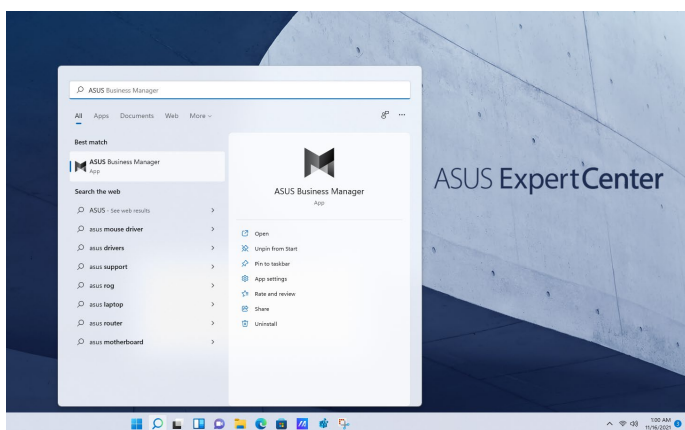 ASUS Business Manager
All Apps Documents Web More
Best match
ASUS Business Manager
App
Search the web
ASUS - See web results
asus mouse driver
asus drivers
asus support
asus rog
asus laptop
asus router
asus motherboard
ASUS Business Manager
App
Open
Unpin from Start
Pin to taskbar
App settings
Rate and review
Share
Uninstall
ASUS ExpertCenter
1:00 AM
11/16/2021
3